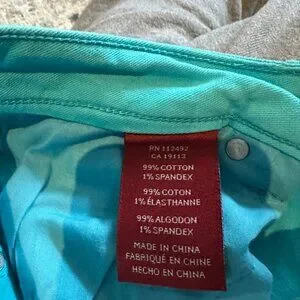 RN 112492
CA 19113
99% COTTON
1% SPANDEX
99% COTON
1% ÉLASTHANNE
99% ALGODON
1% SPANDEX
MADE IN CHINA
FABRIQUÉ EN CHINE
HECHO EN CHINA